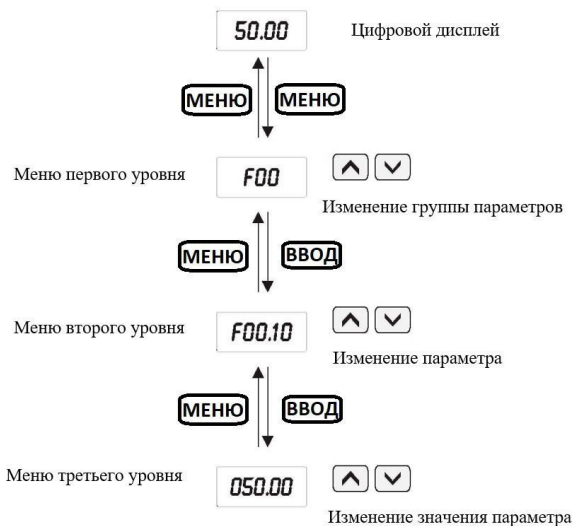 50.00 Цифровой дисплей
МЕНЮ МЕНЮ
Меню первого уровня F00
Изменение группы параметров
МЕНЮ ВВОД
Меню второго уровня F00.10
Изменение параметра
МЕНЮ ВВОД
Меню третьего уровня 050.00
Изменение значения параметра